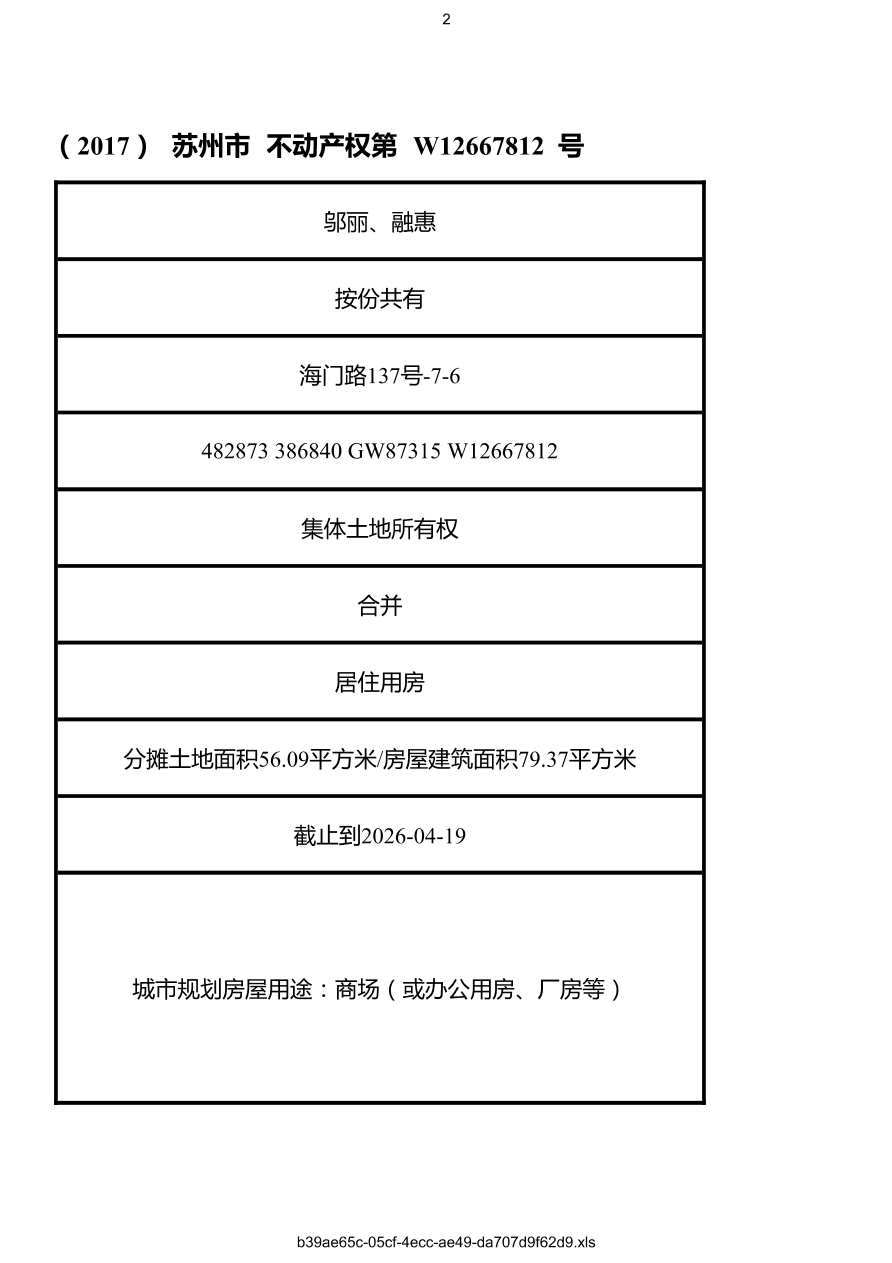 2
（2017） 苏州市 不动产权第 W12667812 号
邬丽、融惠
按份共有
海门路137号-7-6
482873 386840 GW87315 W12667812
集体土地所有权
合并
居住用房
分摊土地面积56.09平方米/房屋建筑面积79.37平方米
截止到2026-04-19
城市规划房屋用途：商场（或办公用房、厂房等）
b39ae65c-05cf-4ecc-ae49-da707d9f62d9.xls